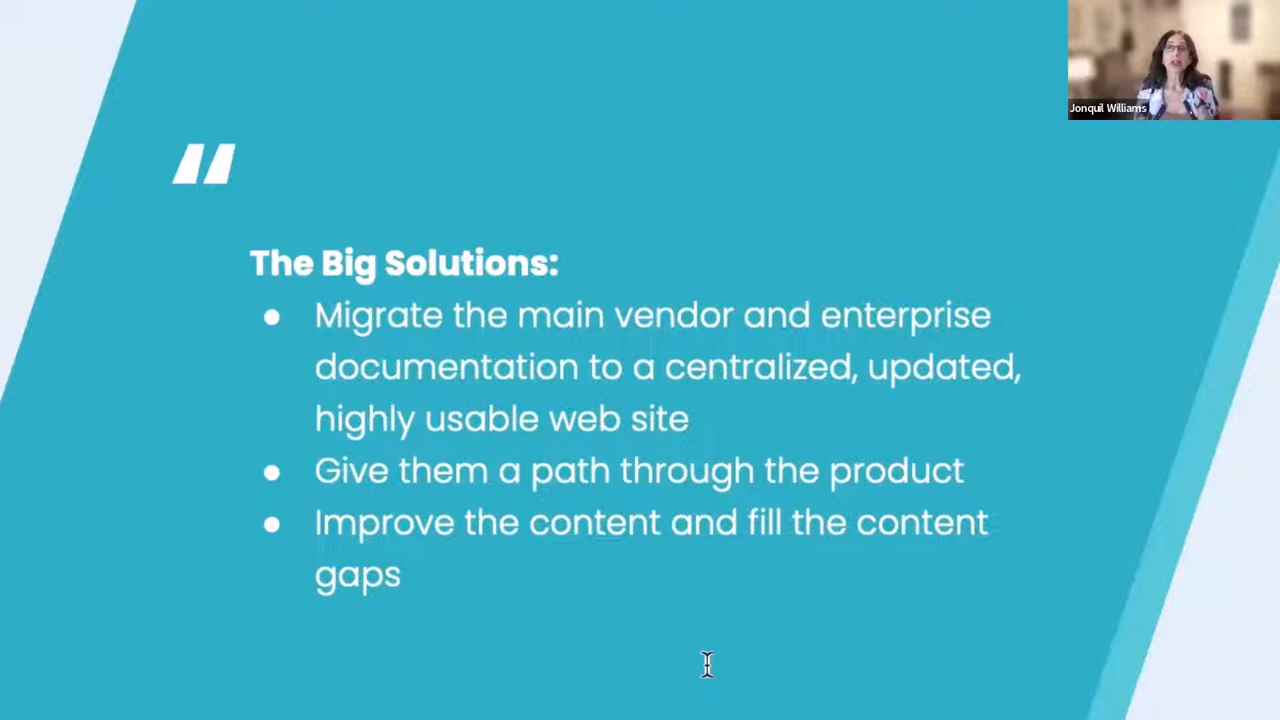 Jonquil Williams
“
The Big Solutions:
● Migrate the main vendor and enterprise
documentation to a centralized, updated,
highly usable web site
● Give them a path through the product
● Improve the content and fill the content
gaps